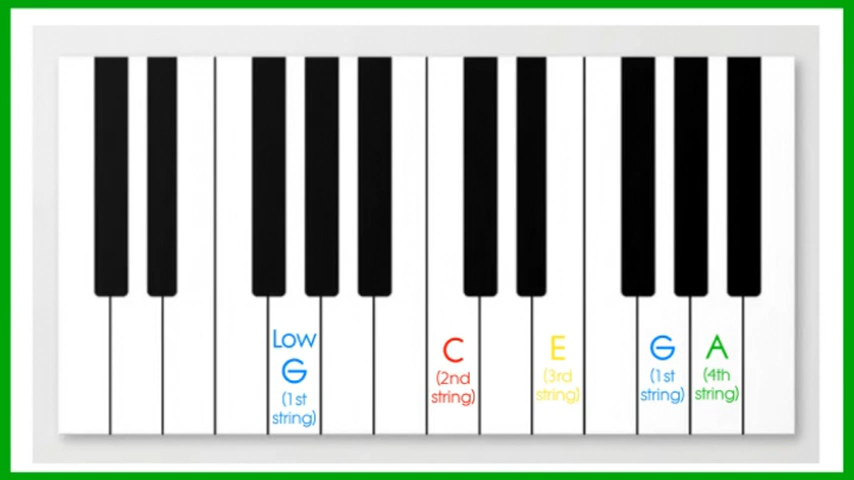 Low
G
(1st
string)
C
(2nd
string)
E
(3rd
string)
G
(1st
string)
A
(4th
string)